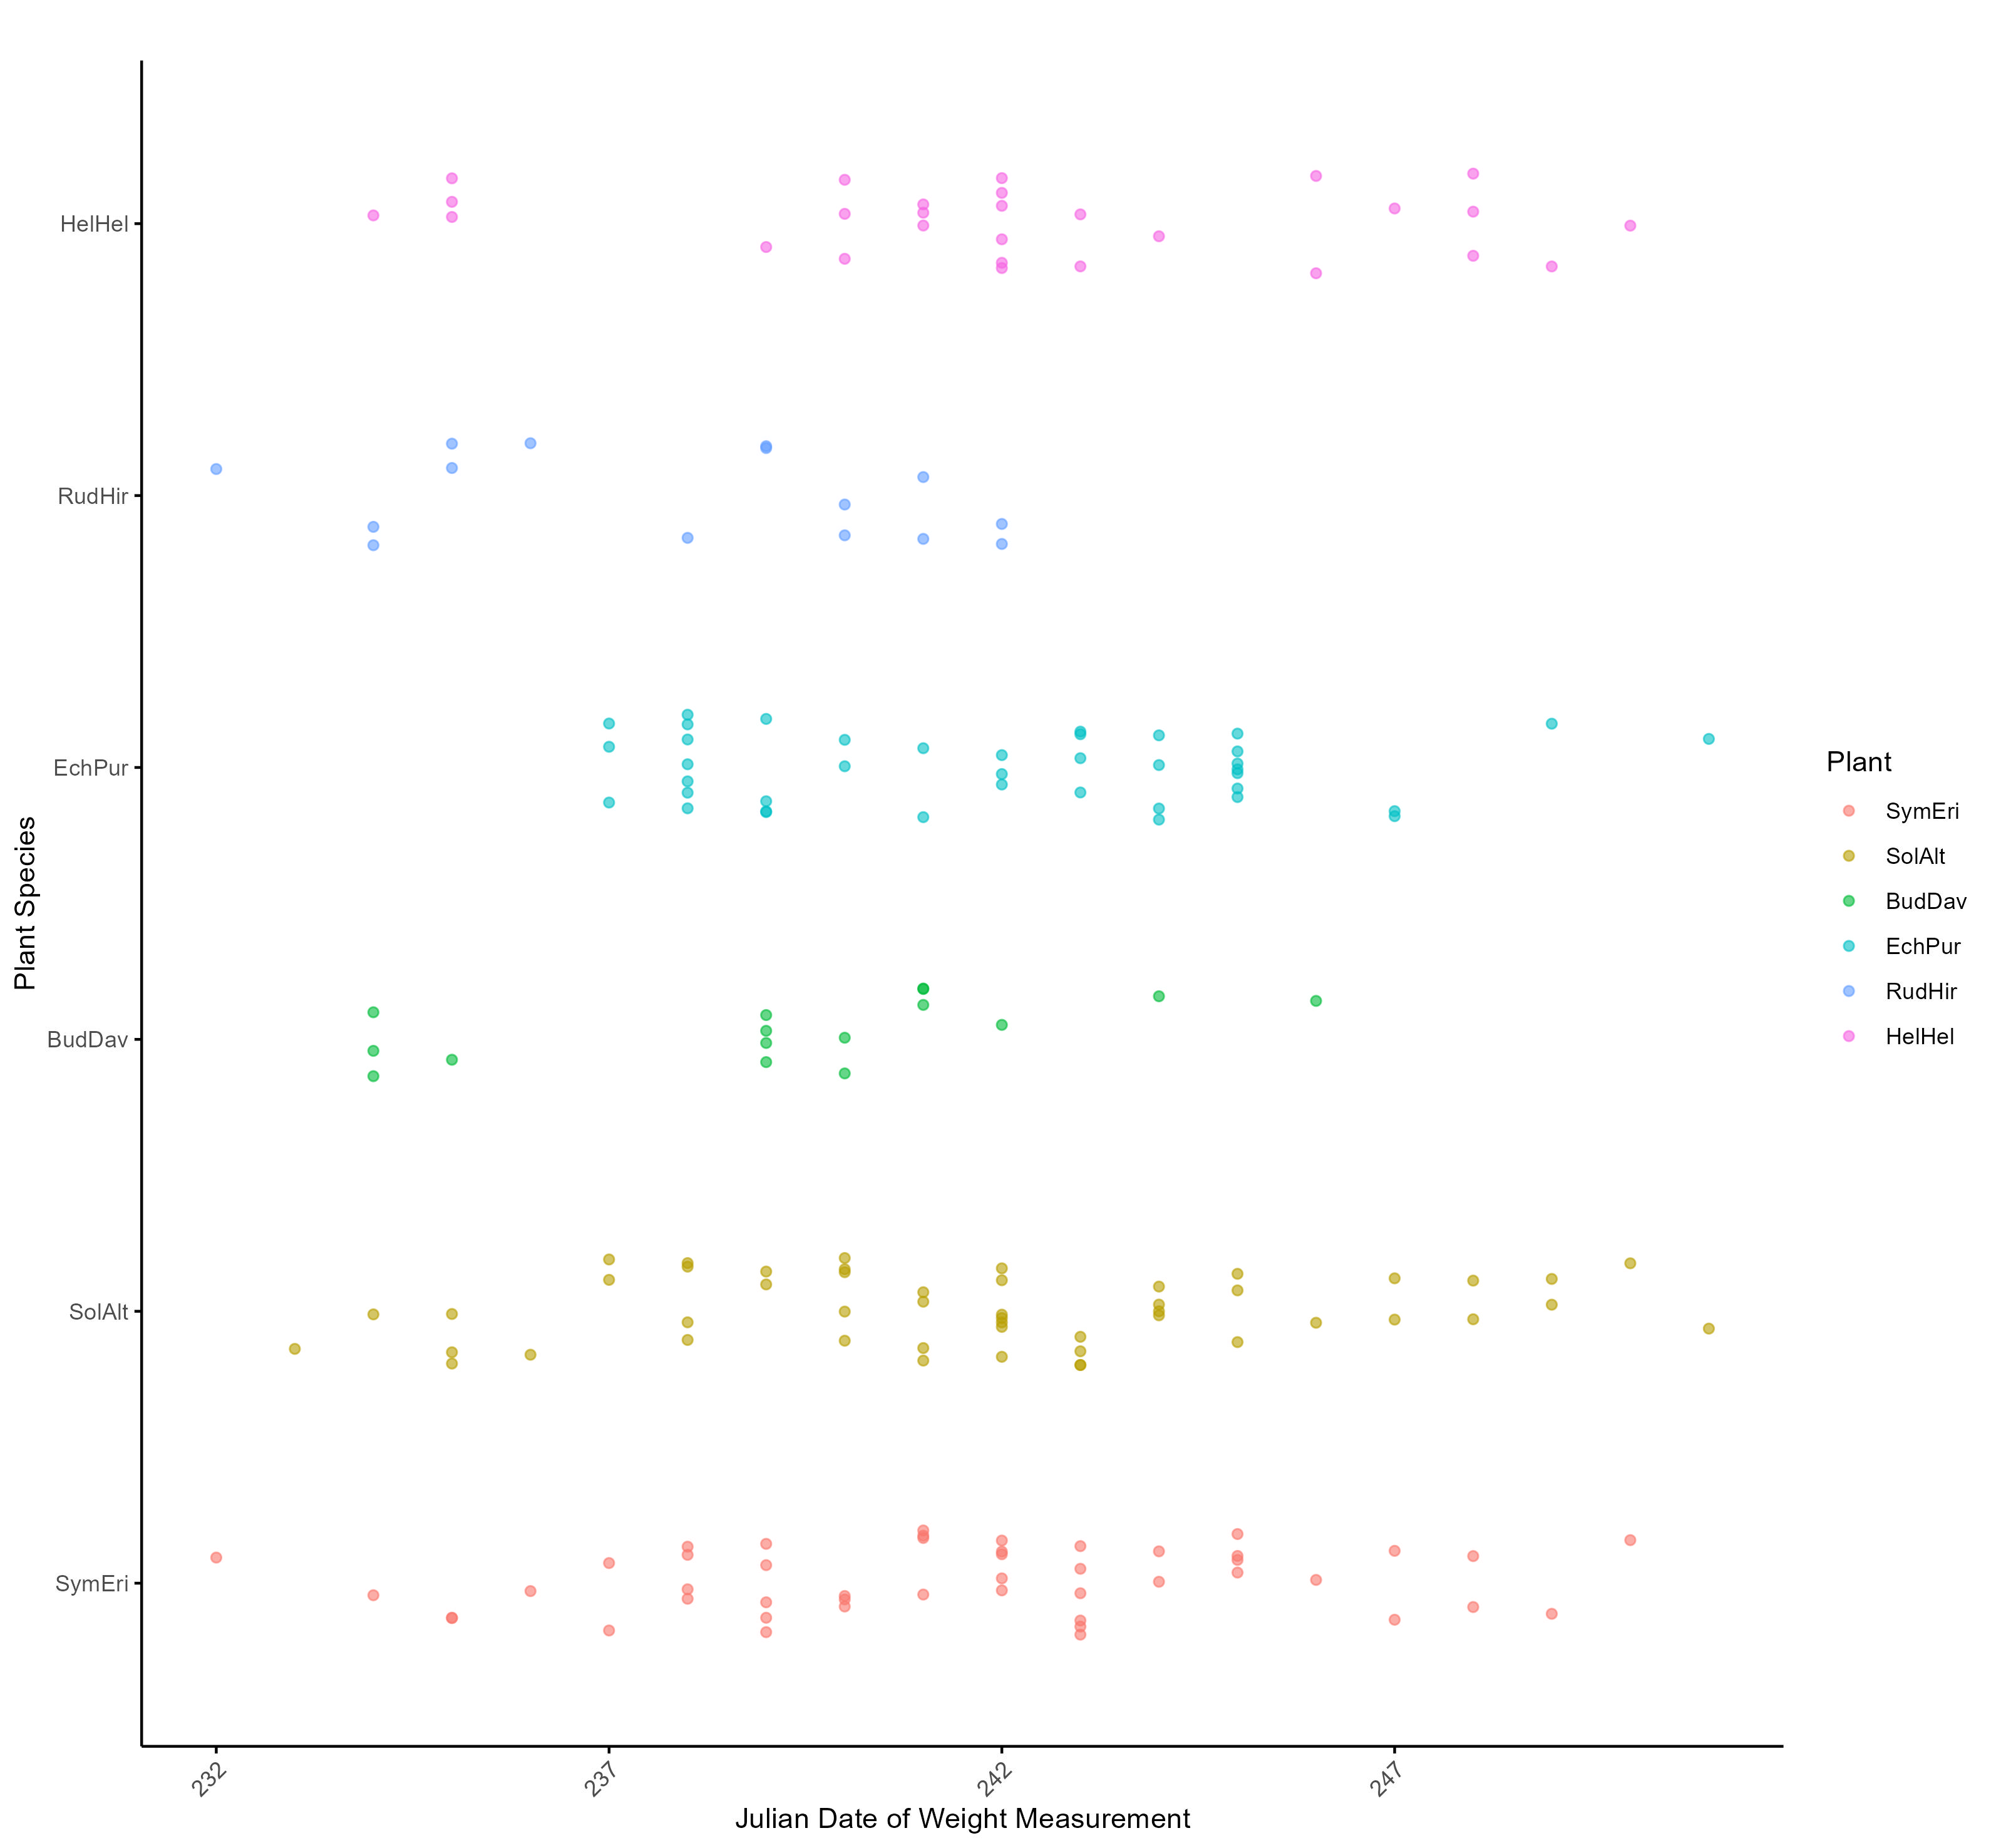 HelHel
RudHir
EchPur
BudDav
SolAlt
SymEri
Plant Species
232
237
242
247
Julian Date of Weight Measurement
Plant
SymEri
SolAlt
BudDav
EchPur
RudHir
HelHel